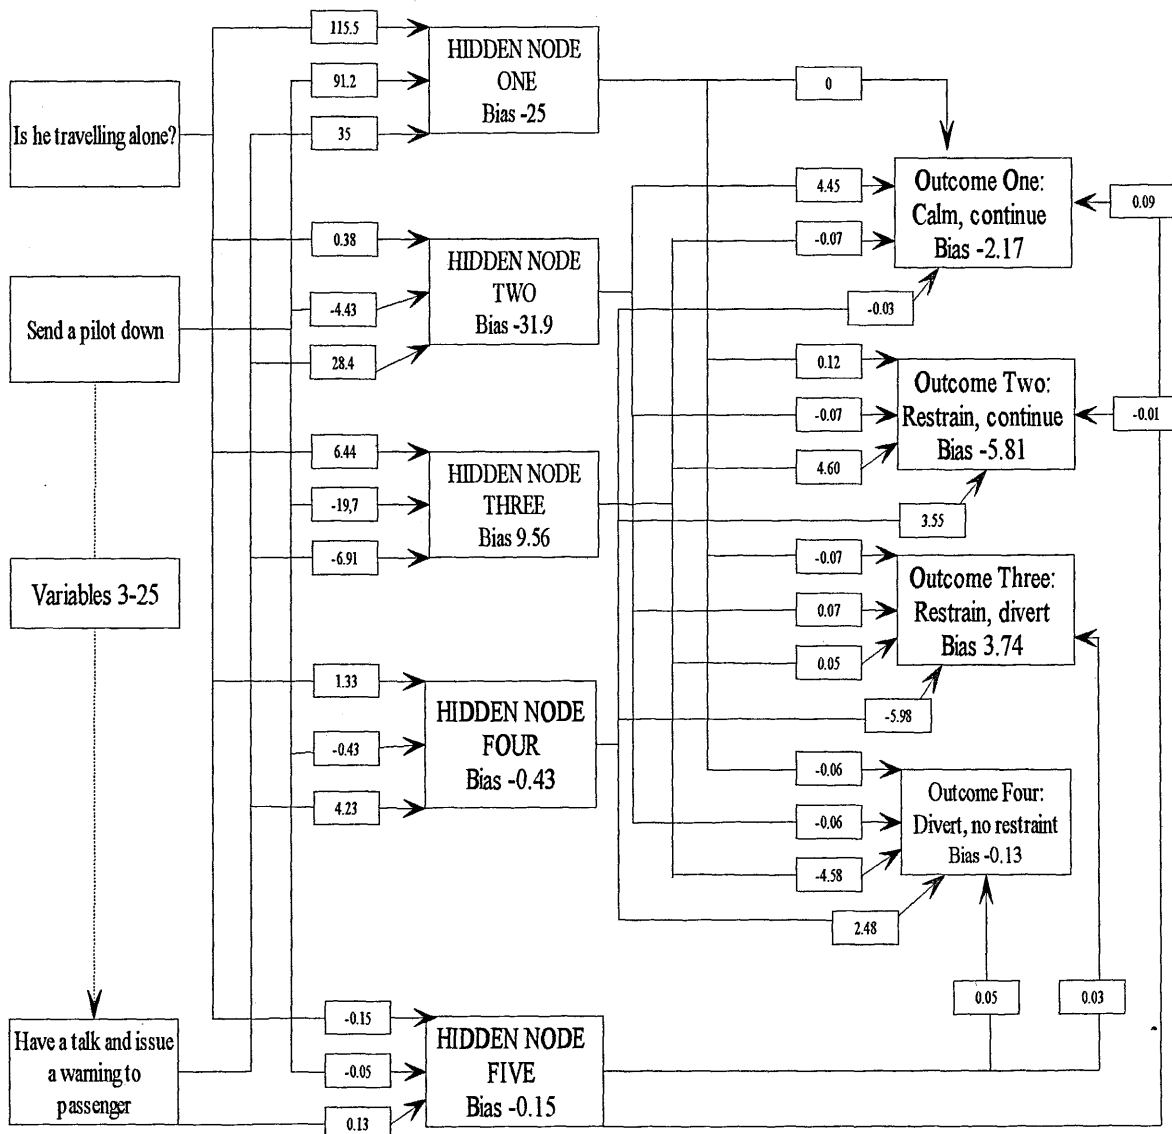 115.5
HIDDEN NODE
ONE
Bias -25
91.2
35
Is he travelling alone?
0
Outcome One:
Calm, continue
Bias -2.17
4.45
-0.07
0.09
-0.03
0.38
HIDDEN NODE
TWO
Bias -31.9
-4.43
28.4
Send a pilot down
0.12
Outcome Two:
Restrain, continue
Bias -5.81
-0.07
4.60
-0.01
3.55
6.44
HIDDEN NODE
THREE
Bias 9.56
-19,7
-6.91
Variables 3-25
-0.07
Outcome Three:
Restrain, divert
Bias 3.74
0.07
0.05
-5.98
1.33
HIDDEN NODE
FOUR
Bias -0.43
-0.43
4.23
-0.06
Outcome Four:
Divert, no restraint
Bias -0.13
-0.06
-4.58
2.48
0.05
0.03
Have a talk and issue
a warning to
passenger
-0.15
HIDDEN NODE
FIVE
Bias -0.15
-0.05
0.13